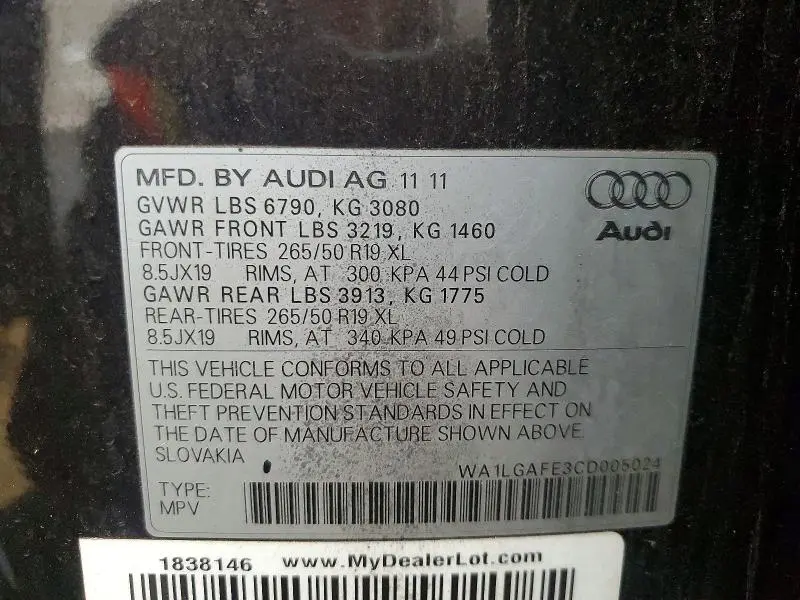 MFD. BY AUDI AG 11 11
GVWR LBS 6790, KG 3080
GAWR FRONT LBS 3219, KG 1460
FRONT-TIRES 265/50 R19 XL
8.5JX19 RIMS, AT 300 KPA 44 PSI COLD
GAWR REAR LBS 3913, KG 1775
REAR-TIRES 265/50 R19 XL
8.5JX19 RIMS, AT 340 KPA 49 PSI COLD
Audi
THIS VEHICLE CONFORMS TO ALL APPLICABLE
U.S. FEDERAL MOTOR VEHICLE SAFETY AND
THEFT PREVENTION STANDARDS IN EFFECT ON
THE DATE OF MANUFACTURE SHOWN ABOVE.
SLOVAKIA
WA1LGAFE3CD005024
TYPE:
MPV
1838146 www.MyDealerLot.com